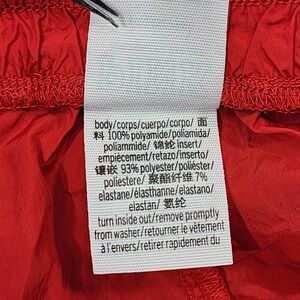 body/corps/cuerpo/corpo/ 面
料 100% polyamide/poliamida/
poliammide/ 锦纶 insert/
empiècement/retazo/inserto/
镶嵌 93% polyester/poliéster/
poliestere/ 聚酯纤维 7%
elastane/élasthanne/elastano/
elastan/ 氨纶
turn inside out/remove promptly
from washer/retourner le vêtement
à l'envers/retirer rapidement du